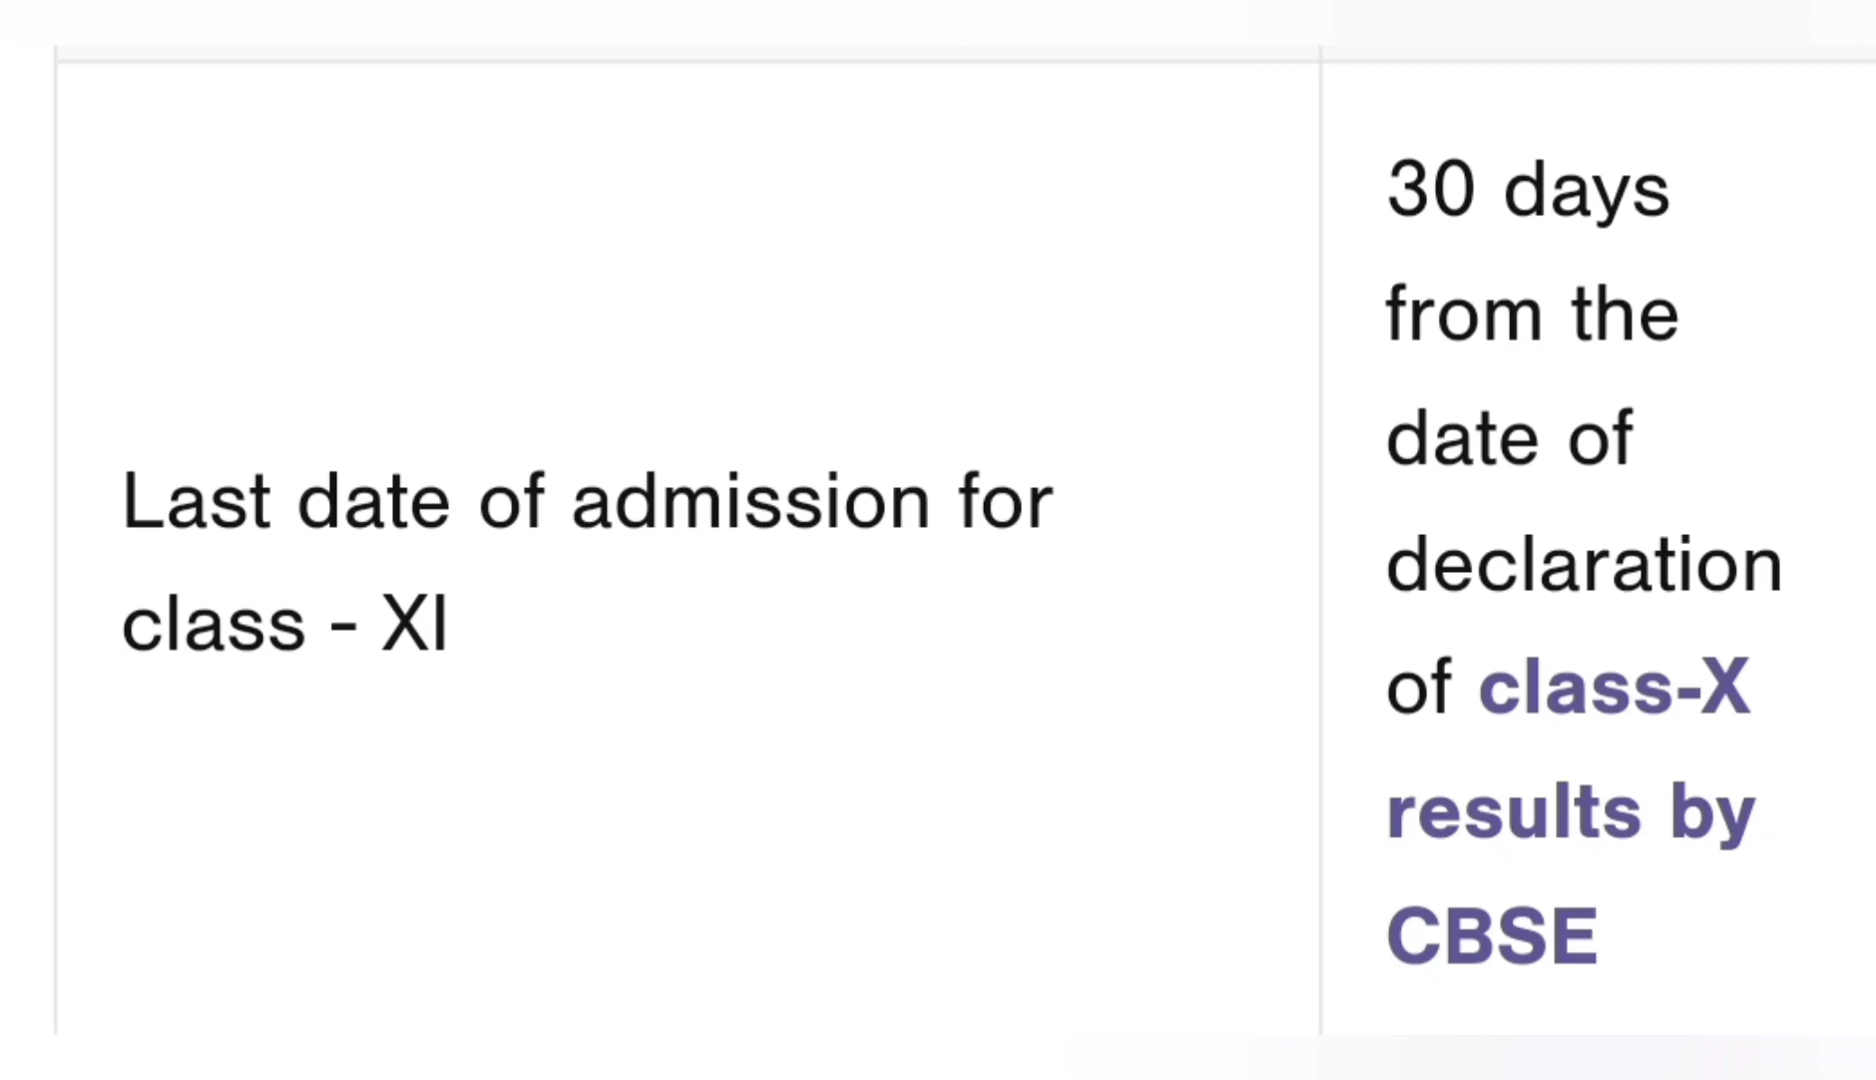 Last date of admission for
class - XI
30 days
from the
date of
declaration
of class-X
results by
CBSE